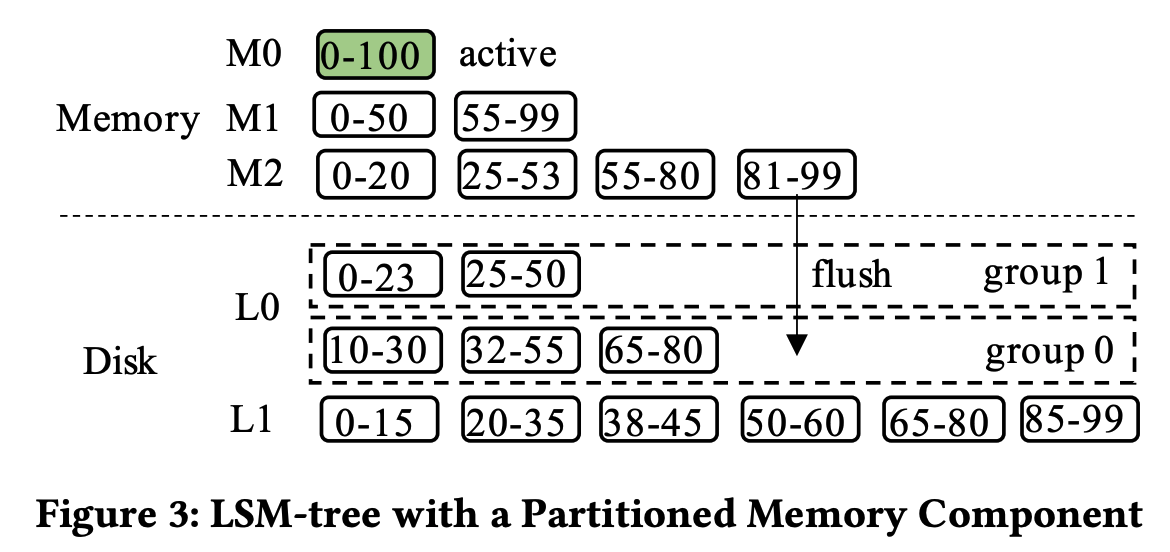 M0 0-100 active
Memory M1 0-50 55-99
M2 0-20 25-53 55-80 81-99
0-23 25-50 flush group 1
L0
10-30 32-55 65-80 group 0
Disk
L1 0-15 20-35 38-45 50-60 65-80 85-99
Figure 3: LSM-tree with a Partitioned Memory Component